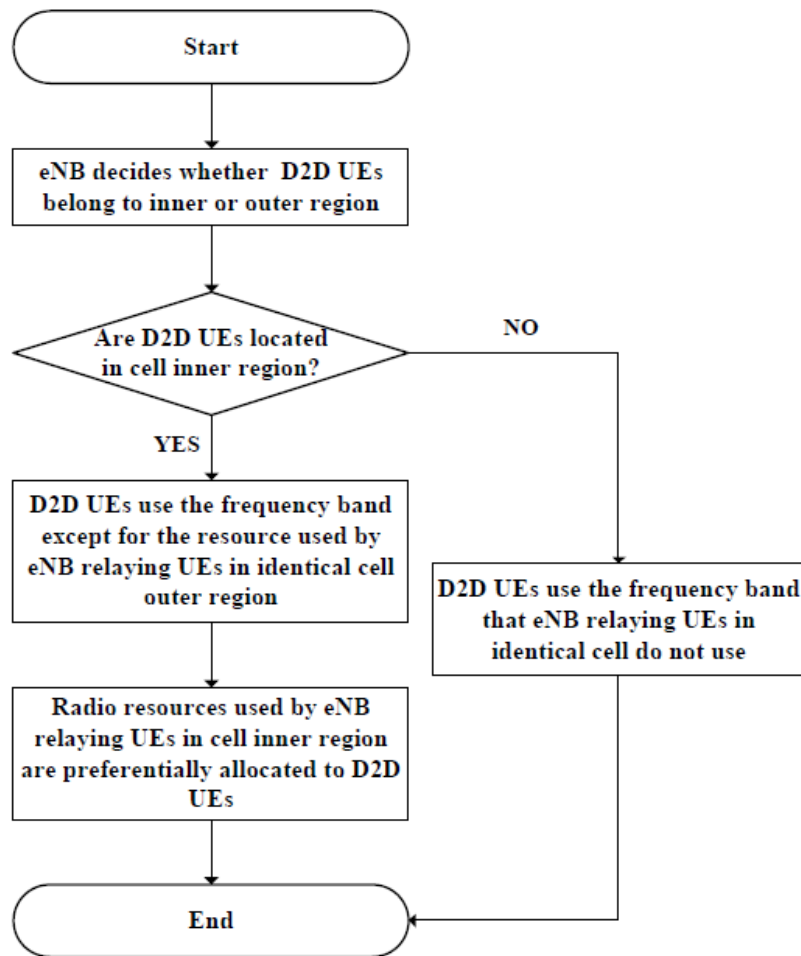 Start
eNB decides whether D2D UEs
belong to inner or outer region
Are D2D UEs located
in cell inner region?
NO
YES
D2D UEs use the frequency band
except for the resource used by
eNB relaying UEs in identical cell
outer region
D2D UEs use the frequency band
that eNB relaying UEs in
identical cell do not use
Radio resources used by eNB
relaying UEs in cell inner region
are preferentially allocated to D2D
UEs
End